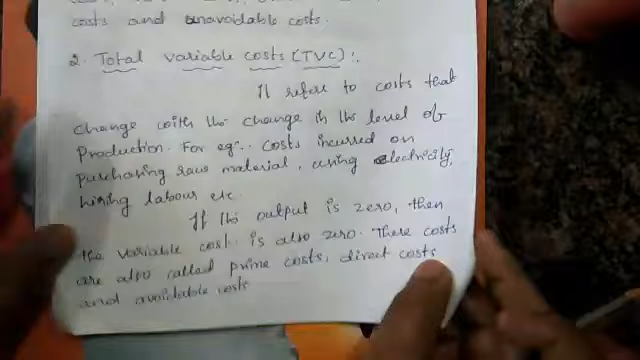 costs and unavoidable costs.
2. Total variable costs (TVC):.
It refers to costs that
change with the change in the level of
production. For eg:. costs incurred on
purchasing raw material, using electricity,
hiring labour etc.
If the output is zero, then
the variable cost is also zero. These costs
are also called prime costs, direct costs
and avoidable costs